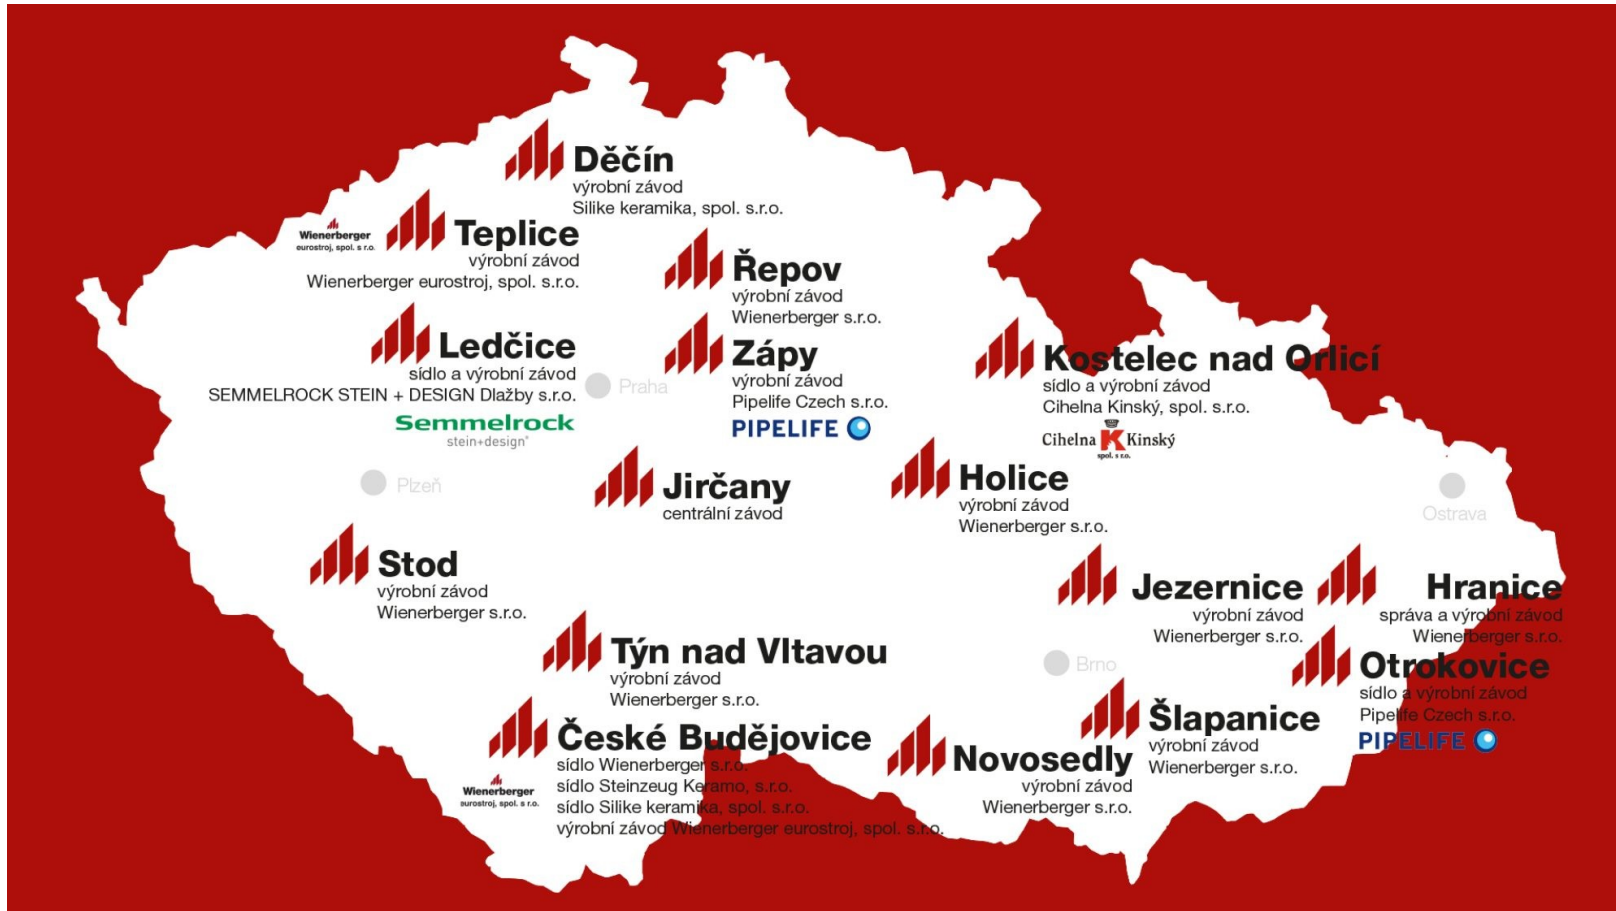 Děčín
výrobní závod
Silike keramika, spol. s.r.o.
Wienerberger
eurostroj, spol. s r.o.
Teplice
výrobní závod
Wienerberger eurostroj, spol. s.r.o.
Řepov
výrobní závod
Wienerberger s.r.o.
Ledčice
sídlo a výrobní závod
SEMMELROCK STEIN + DESIGN Dlažby s.r.o.
Semmelrock
stein+design®
Praha
Zápy
výrobní závod
Pipelife Czech s.r.o.
PIPELIFE
Kostelec nad Orlicí
sídlo a výrobní závod
Cihelna Kinský, spol. s.r.o.
Cihelna K Kinský
spol. s r.o.
Plzeň
Jirčany
centrální závod
Holice
výrobní závod
Wienerberger s.r.o.
Ostrava
Stod
výrobní závod
Wienerberger s.r.o.
Jezernice
výrobní závod
Wienerberger s.r.o.
Hranice
správa a výrobní závod
Wienerberger s.r.o.
Týn nad Vltavou
výrobní závod
Wienerberger s.r.o.
Brno
Otrokovice
sídlo a výrobní závod
Pipelife Czech s.r.o.
PIPELIFE
Šlapanice
výrobní závod
Wienerberger s.r.o.
České Budějovice
sídlo Wienerberger s.r.o.
sídlo Steinzeug Keramo, s.r.o.
sídlo Silike keramika, spol. s.r.o.
výrobní závod Wienerberger eurostroj, spol. s.r.o.
Wienerberger
eurostroj, spol. s r.o.
Novosedly
výrobní závod
Wienerberger s.r.o.